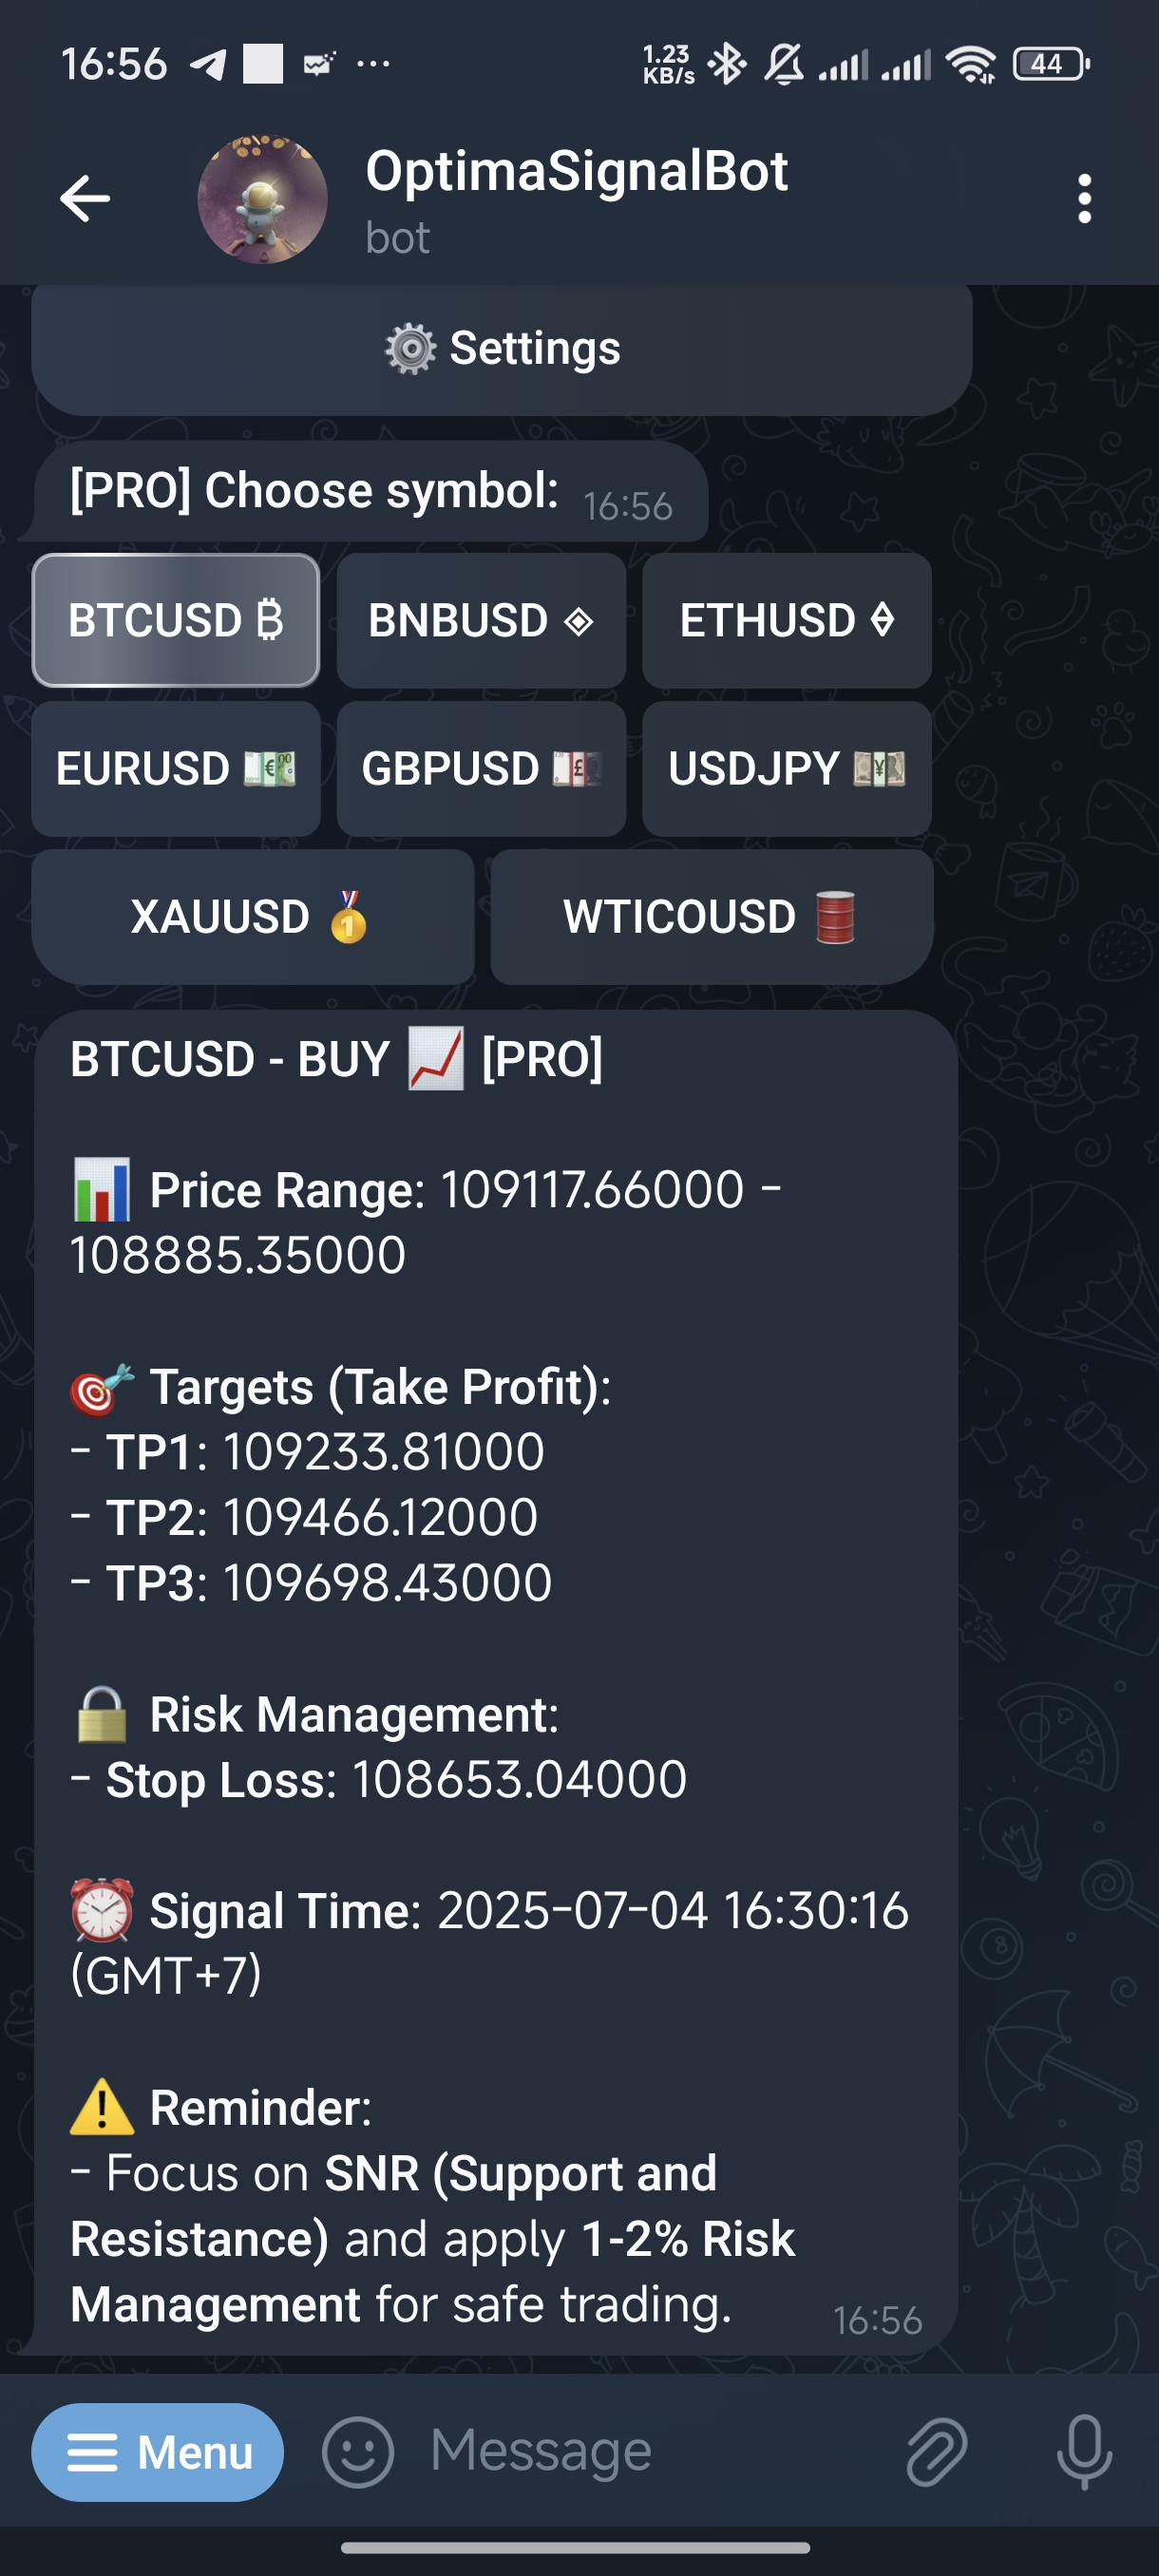 16:56 ... 1.23 KB/s 44
OptimaSignalBot
bot
⚙️ Settings
[PRO] Choose symbol: 16:56
BTCUSD ₿ BNBUSD ETHUSD
EURUSD 💶 GBPUSD 💷 USDJPY 💴
XAUUSD 🏅 WTICOUSD 🛢️
BTCUSD - BUY 📈 [PRO]
📊 Price Range: 109117.66000 -
108885.35000
🎯 Targets (Take Profit):
- TP1: 109233.81000
- TP2: 109466.12000
- TP3: 109698.43000
🔒 Risk Management:
- Stop Loss: 108653.04000
⏰ Signal Time: 2025-07-04 16:30:16
(GMT+7)
⚠️ Reminder:
- Focus on SNR (Support and
Resistance) and apply 1-2% Risk
Management for safe trading. 16:56
Menu Message